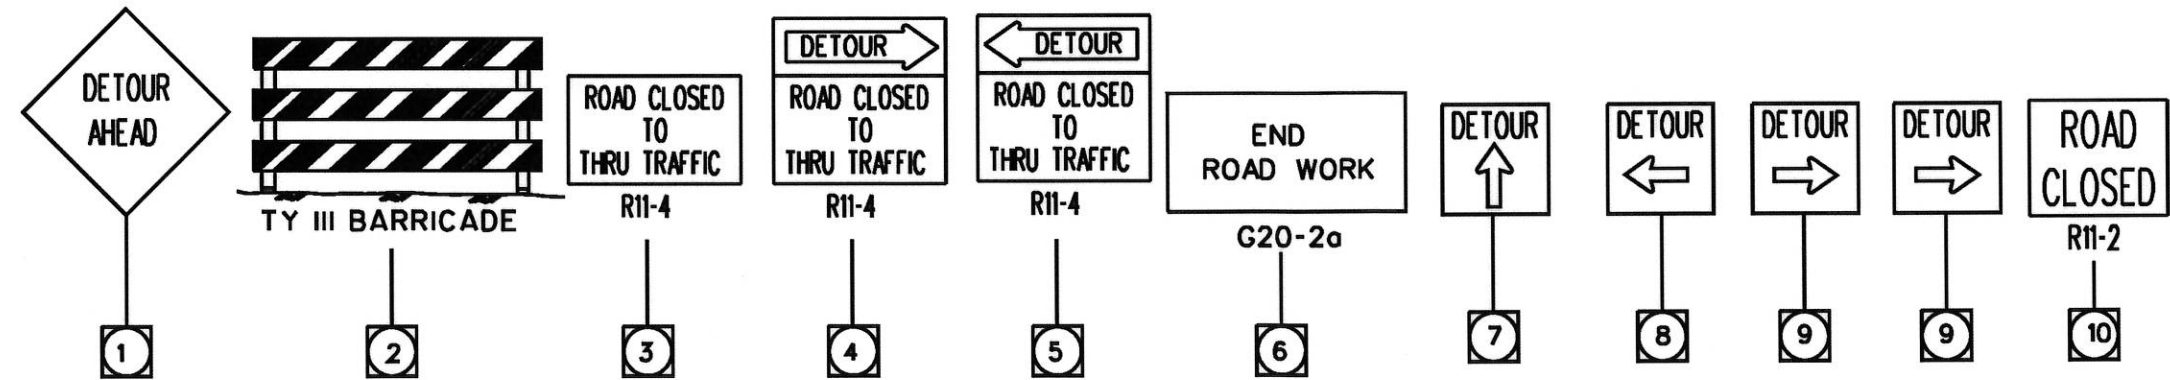 DETOUR
AHEAD
1
TY III BARRICADE
2
ROAD CLOSED
TO
THRU TRAFFIC
R11-4
3
DETOUR
ROAD CLOSED
TO
THRU TRAFFIC
R11-4
4
DETOUR
ROAD CLOSED
TO
THRU TRAFFIC
R11-4
5
END
ROAD WORK
G20-2a
6
DETOUR
7
DETOUR
8
DETOUR
9
DETOUR
9
ROAD
CLOSED
R11-2
10